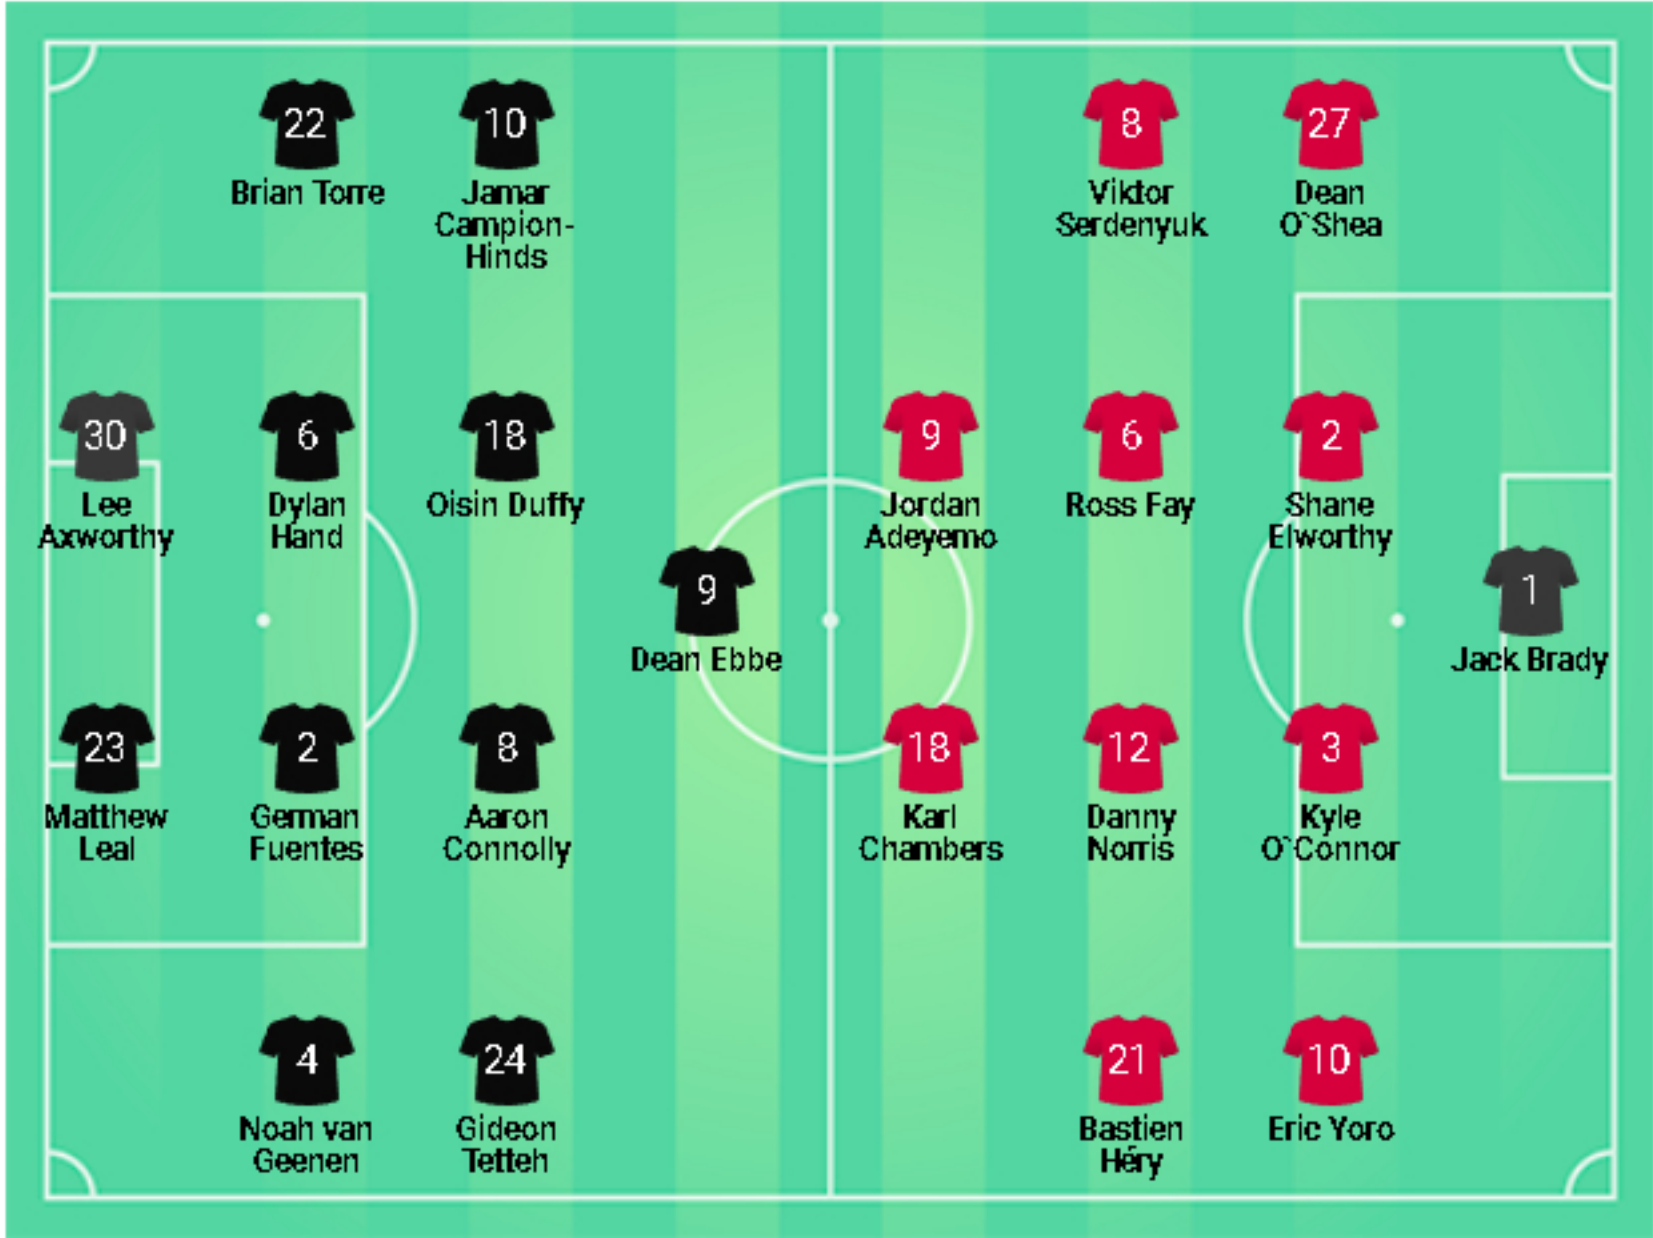 22
Brian Torre
10
Jamar
Campion-
Hinds
8
Viktor
Serdenyuk
27
Dean
O`Shea
30
Lee
Axworthy
6
Dylan
Hand
18
Oisin Duffy
9
Jordan
Adeyemo
6
Ross Fay
2
Shane
Elworthy
9
Dean Ebbe
1
Jack Brady
23
Matthew
Leal
2
German
Fuentes
8
Aaron
Connolly
18
Karl
Chambers
12
Danny
Norris
3
Kyle
O`Connor
4
Noah van
Geenen
24
Gideon
Tetteh
21
Bastien
Héry
10
Eric Yoro